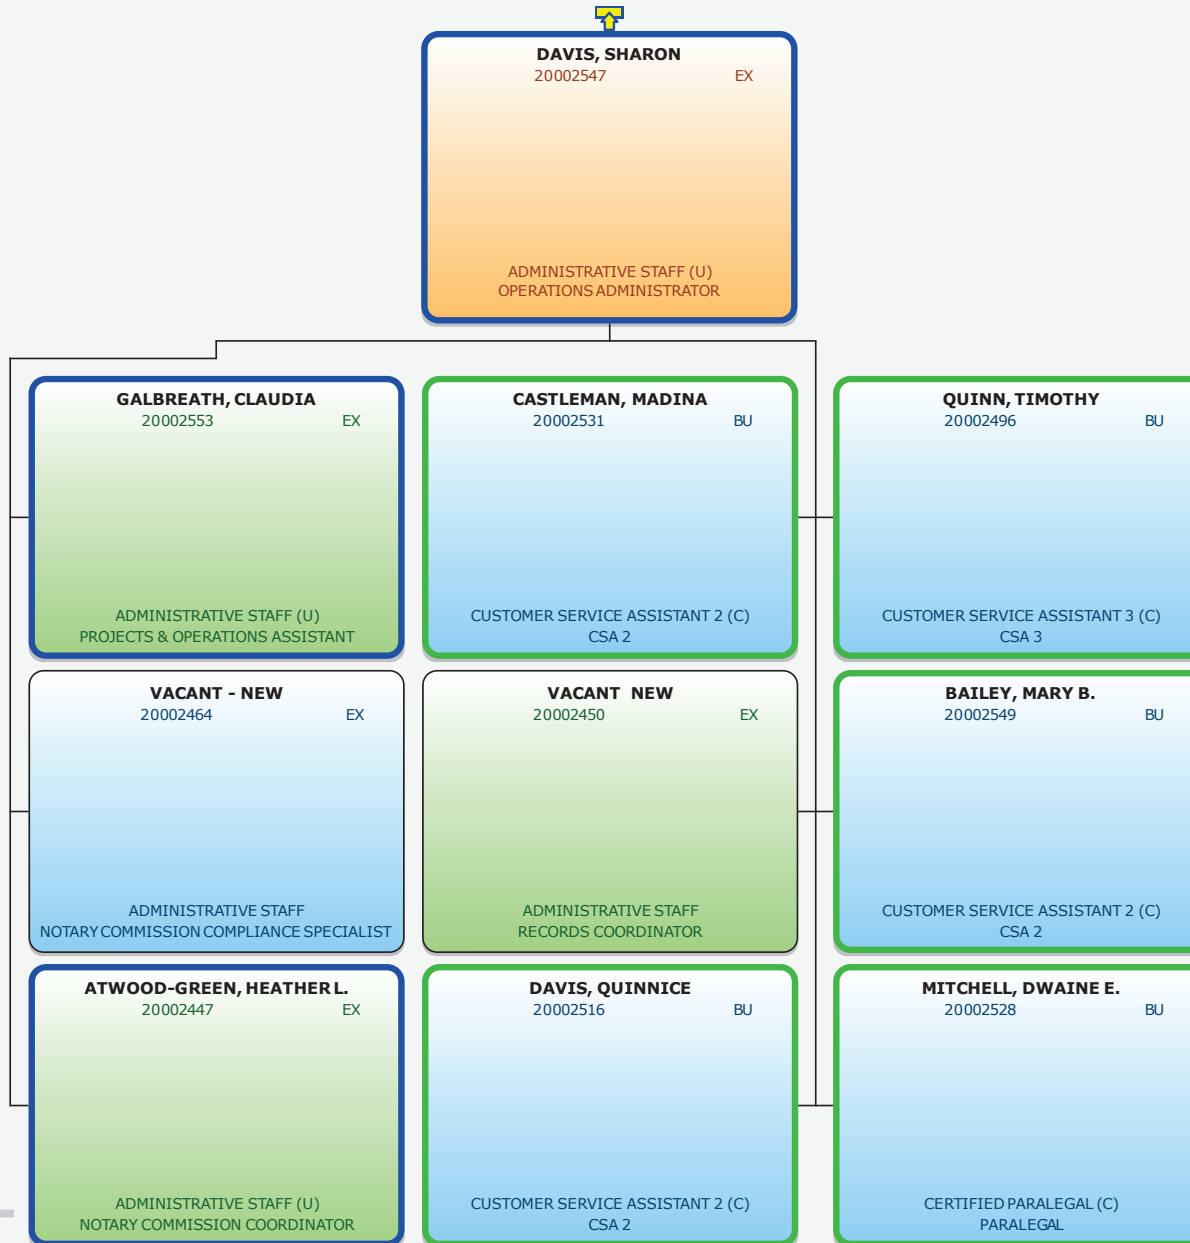 DAVIS, SHARON
20002547 EX
ADMINISTRATIVE STAFF (U)
OPERATIONS ADMINISTRATOR
GALBREATH, CLAUDIA
20002553 EX
ADMINISTRATIVE STAFF (U)
PROJECTS & OPERATIONS ASSISTANT
CASTLEMAN, MADINA
20002531 BU
CUSTOMER SERVICE ASSISTANT 2 (C)
CSA 2
QUINN, TIMOTHY
20002496 BU
CUSTOMER SERVICE ASSISTANT 3 (C)
CSA 3
VACANT - NEW
20002464 EX
ADMINISTRATIVE STAFF
NOTARY COMMISSION COMPLIANCE SPECIALIST
VACANT NEW
20002450 EX
ADMINISTRATIVE STAFF
RECORDS COORDINATOR
BAILEY, MARY B.
20002549 BU
CUSTOMER SERVICE ASSISTANT 2 (C)
CSA 2
ATWOOD-GREEN, HEATHER L.
20002447 EX
ADMINISTRATIVE STAFF (U)
NOTARY COMMISSION COORDINATOR
DAVIS, QUINNICE
20002516 BU
CUSTOMER SERVICE ASSISTANT 2 (C)
CSA 2
MITCHELL, DWAINE E.
20002528 BU
CERTIFIED PARALEGAL (C)
PARALEGAL